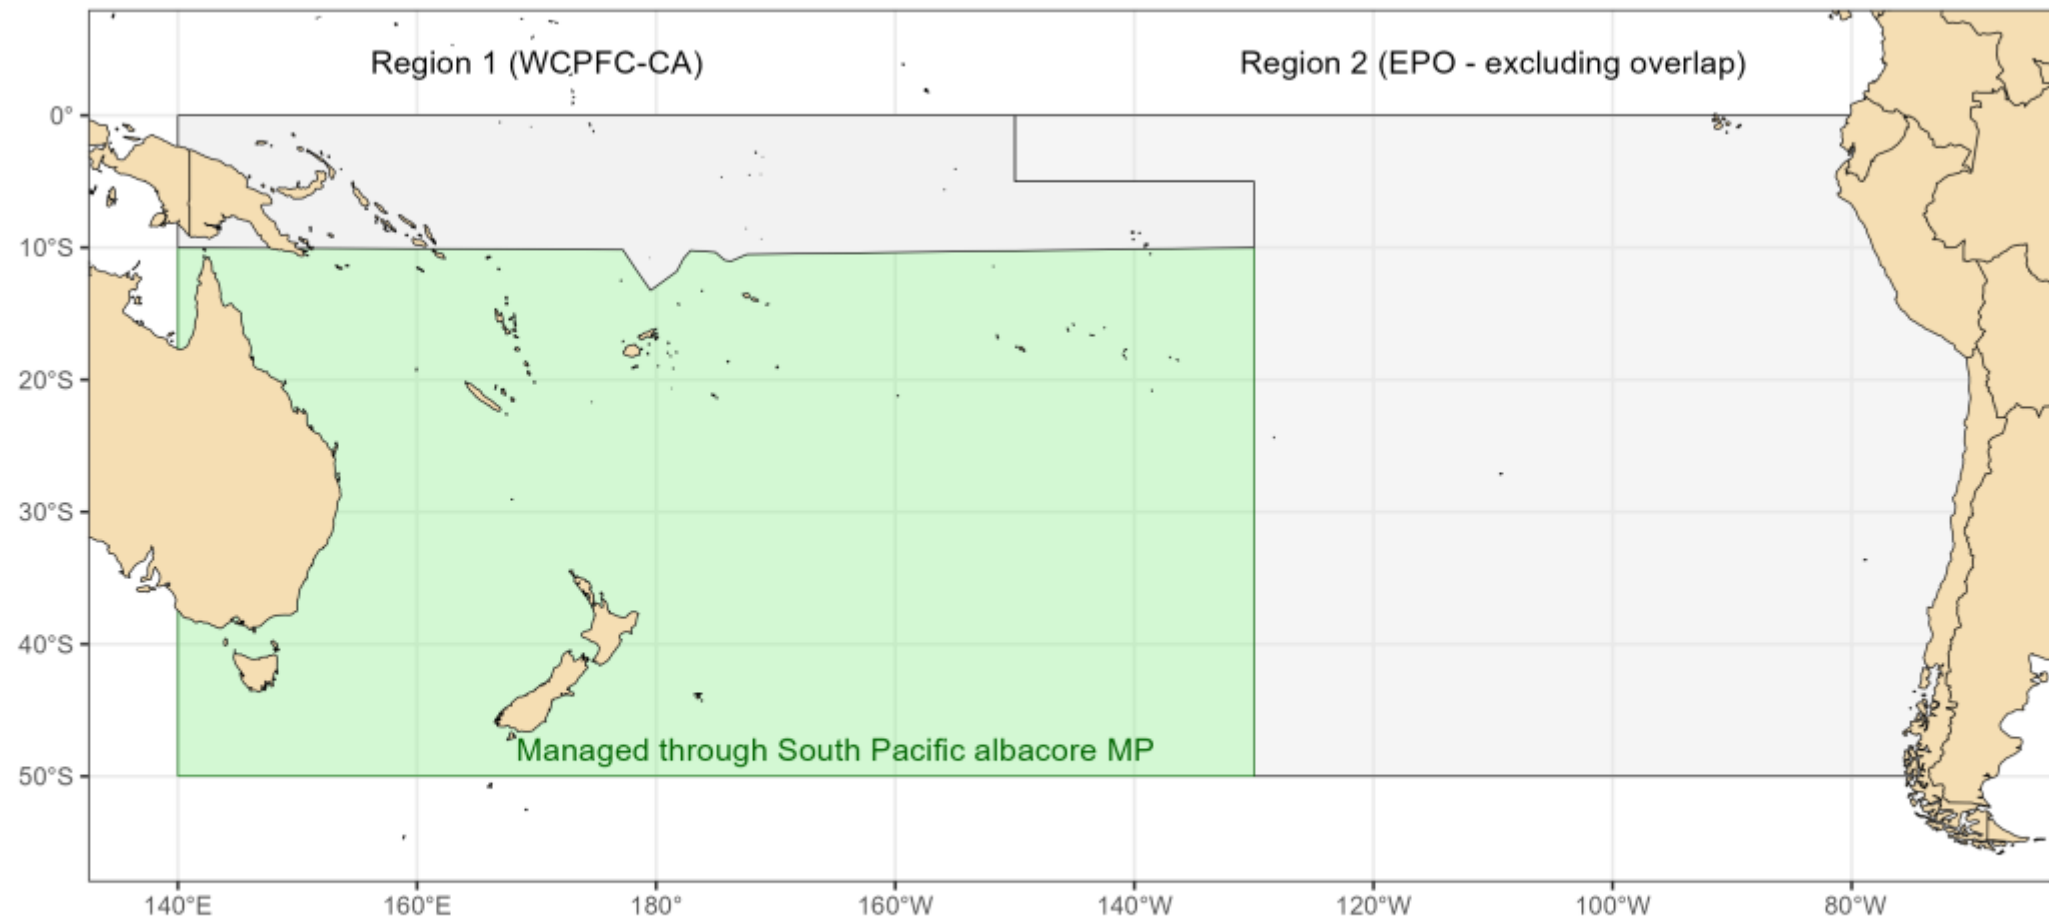 Region 1 (WCPFC-CA)
Region 2 (EPO - excluding overlap)
0°
10°S
20°S
30°S
40°S
Managed through South Pacific albacore MP
50°S
140°E
160°E
180°
160°W
140°W
120°W
100°W
80°W